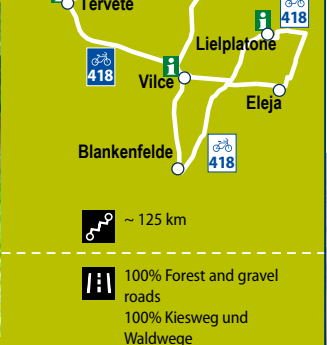 Tervete
418
Lielplatone
418
Vilce
Eleja
Blankenfelde
418
~ 125 km
100% Forest and gravel
roads
100% Kiesweg und
Waldwege